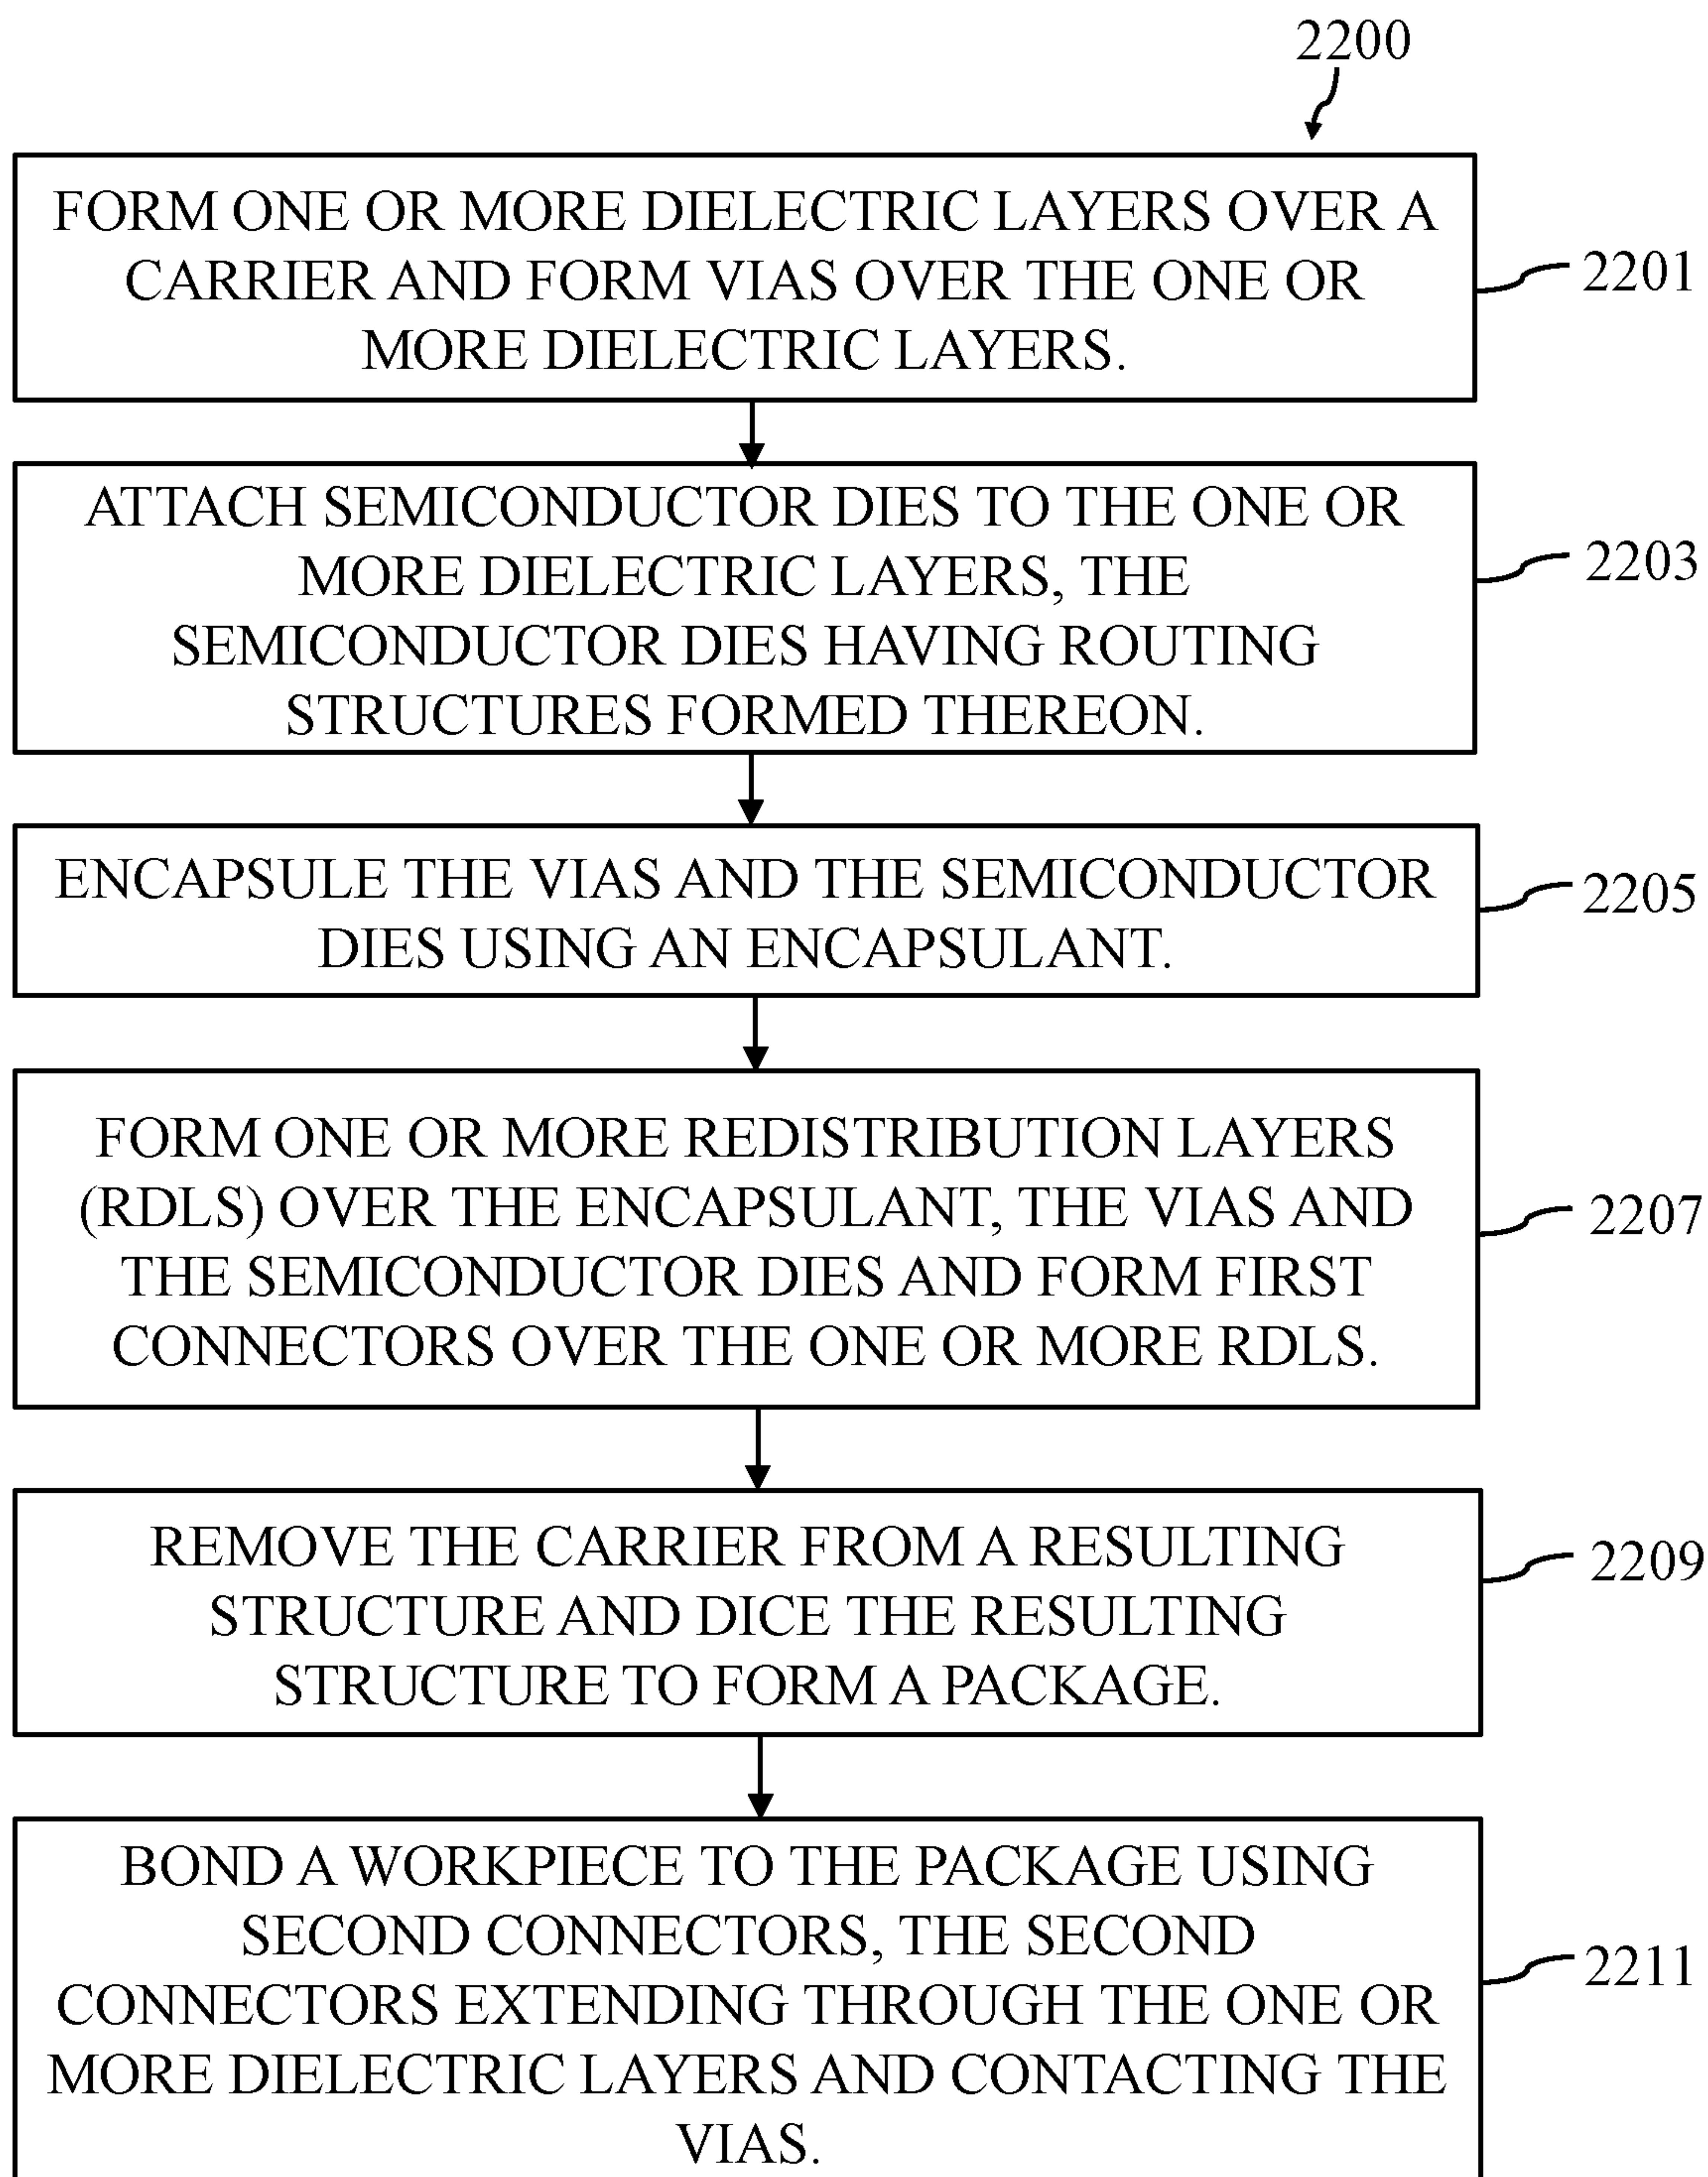 2200
FORM ONE OR MORE DIELECTRIC LAYERS OVER A
CARRIER AND FORM VIAS OVER THE ONE OR
MORE DIELECTRIC LAYERS.
2201
ATTACH SEMICONDUCTOR DIES TO THE ONE OR
MORE DIELECTRIC LAYERS, THE
SEMICONDUCTOR DIES HAVING ROUTING
STRUCTURES FORMED THEREON.
2203
ENCAPSULE THE VIAS AND THE SEMICONDUCTOR
DIES USING AN ENCAPSULANT.
2205
FORM ONE OR MORE REDISTRIBUTION LAYERS
(RDLS) OVER THE ENCAPSULANT, THE VIAS AND
THE SEMICONDUCTOR DIES AND FORM FIRST
CONNECTORS OVER THE ONE OR MORE RDLS.
2207
REMOVE THE CARRIER FROM A RESULTING
STRUCTURE AND DICE THE RESULTING
STRUCTURE TO FORM A PACKAGE.
2209
BOND A WORKPIECE TO THE PACKAGE USING
SECOND CONNECTORS, THE SECOND
CONNECTORS EXTENDING THROUGH THE ONE OR
MORE DIELECTRIC LAYERS AND CONTACTING THE
VIAS.
2211